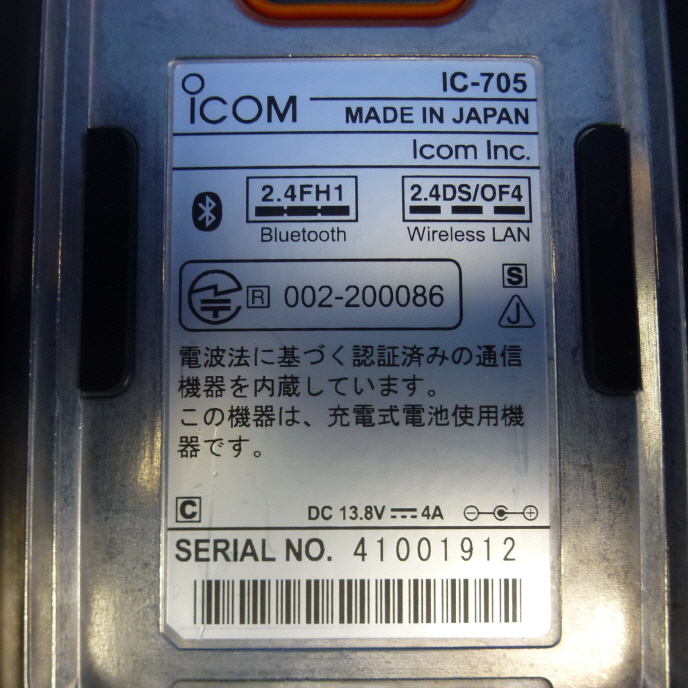 ICOM
IC-705
MADE IN JAPAN
Icom Inc.
2.4FH1
Bluetooth
2.4DS/OF4
Wireless LAN
R 002-200086
S
J
電波法に基づく認証済みの通信
機器を内蔵しています。
この機器は、充電式電池使用機
器です。
C
DC 13.8V 4A
SERIAL NO. 41001912